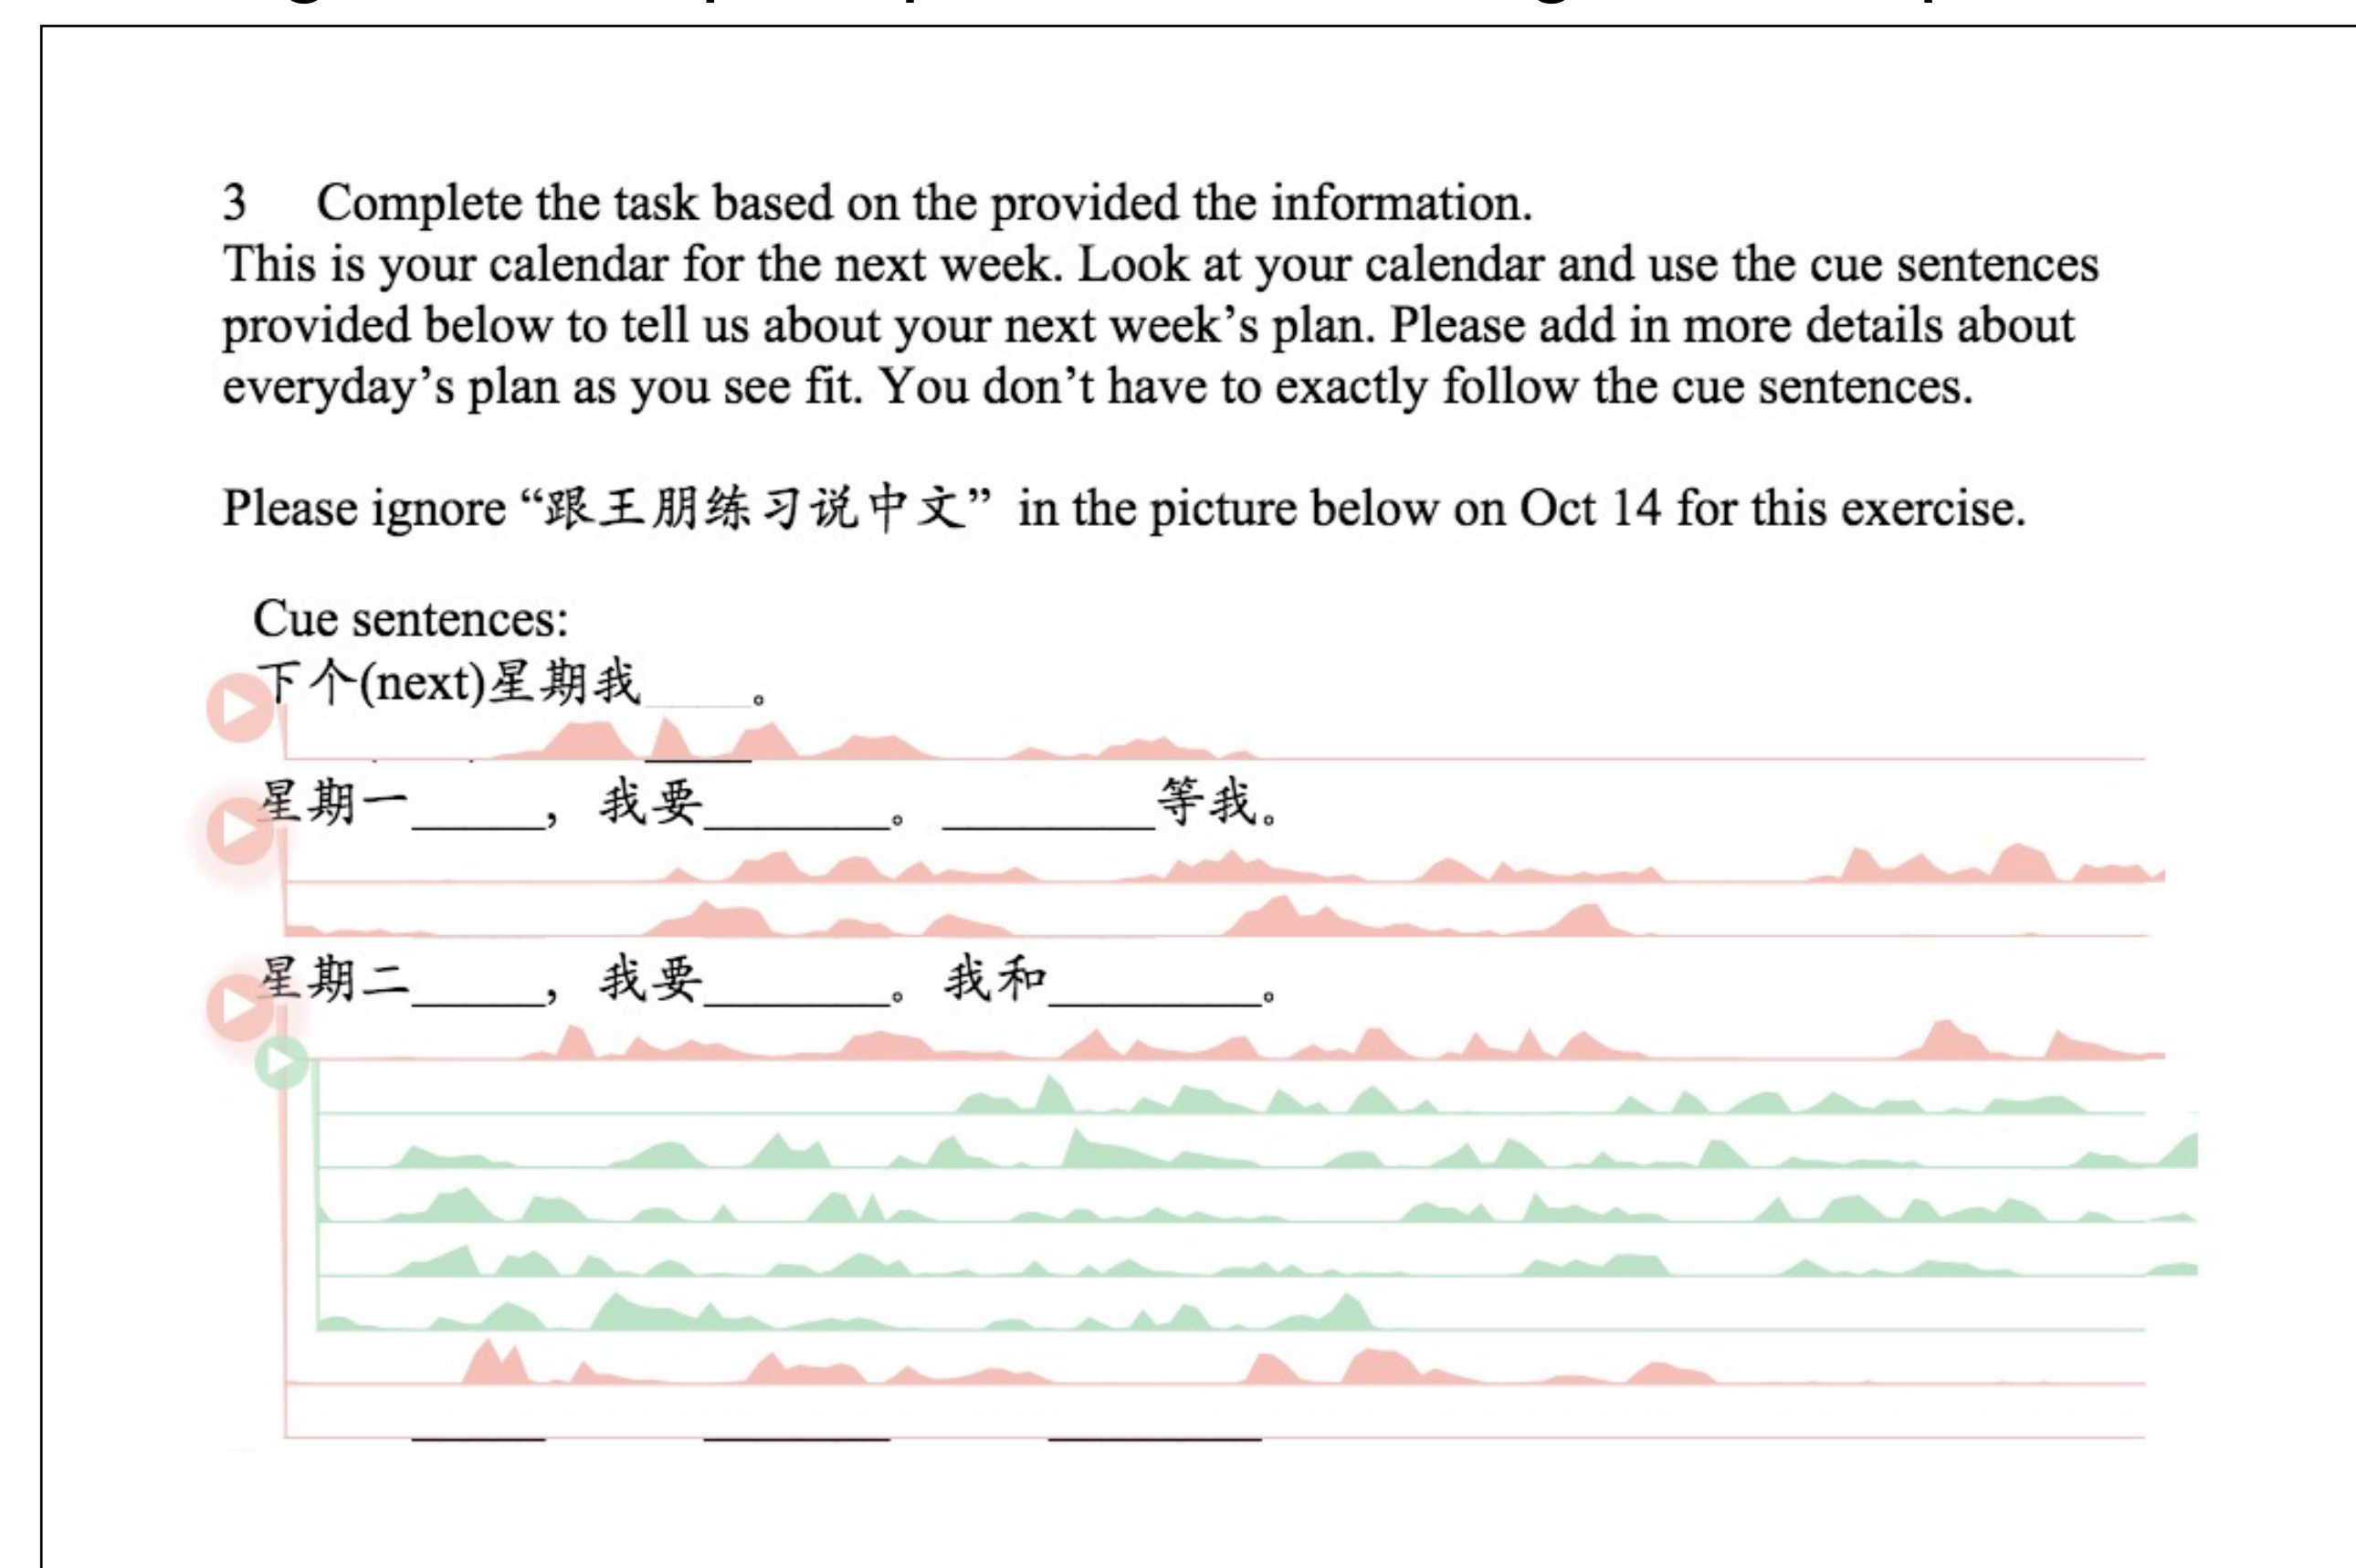 3 Complete the task based on the provided the information.
This is your calendar for the next week. Look at your calendar and use the cue sentences
provided below to tell us about your next week’s plan. Please add in more details about
everyday’s plan as you see fit. You don’t have to exactly follow the cue sentences.
Please ignore “跟王朋练习说中文” in the picture below on Oct 14 for this exercise.
Cue sentences:
下个(next)星期我____。
星期一_____，我要_______。________等我。
星期二_____，我要_______。我和________。